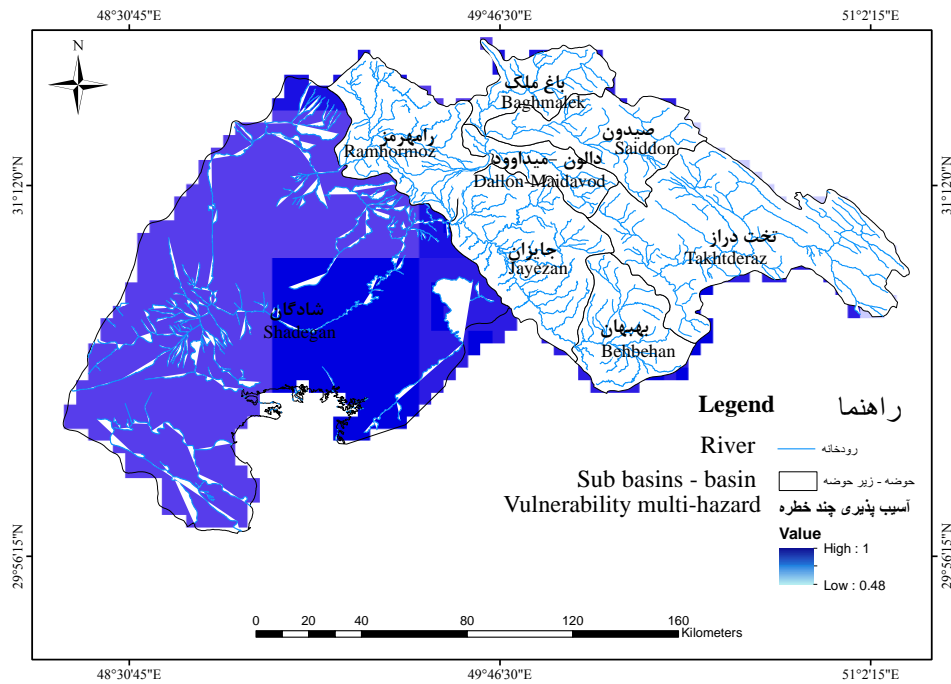 48°30'45"E 49°46'30"E 51°2'15"E
N
31°12'0"N 31°12'0"N
باغ ملک
Baghmalek
صیدون
Saiddon
رامهرمز
Ramhormoz
دالون -میداوود
Dallon-Maidavod
تخت دراز
Takhtderaz
جایزان
Jayezan
شادگان
Shadegan
بهبهان
Behbehan
Legend راهنما
River رودخانه
Sub basins - basin حوضه - زیر حوضه
Vulnerability multi-hazard آسیب پذیری چند خطره
Value
High : 1
Low : 0.48
29°56'15"N 29°56'15"N
0 20 40 80 120 160
Kilometers
48°30'45"E 49°46'30"E 51°2'15"E